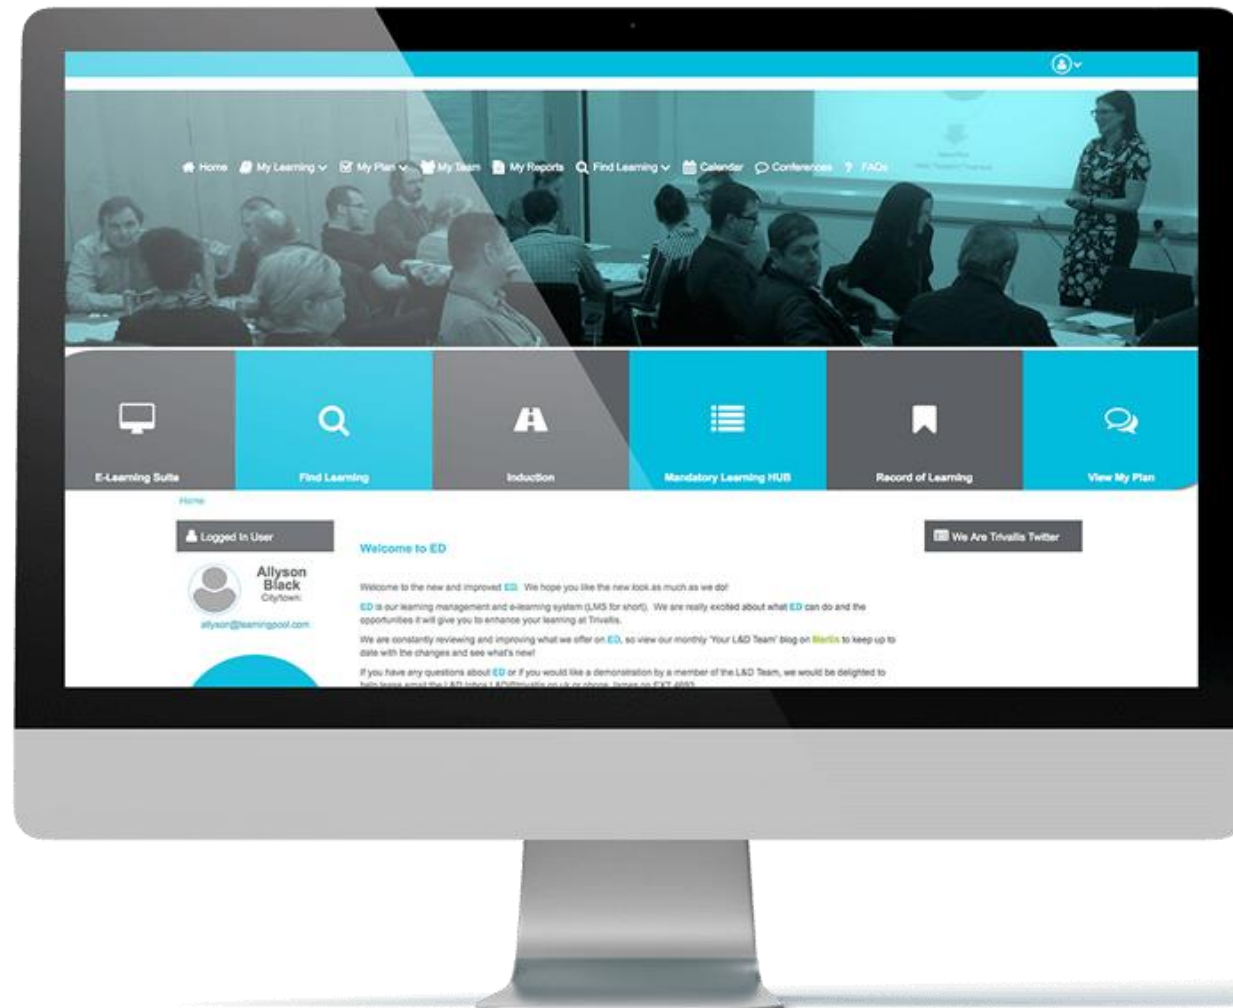 Home My Learning My Plan My Team My Reports Find Learning Calendar Conferences ? FAQs
E-Learning Suite Find Learning Induction Mandatory Learning HUB Record of Learning View My Plan
Home
Logged In User
We Are Trivallis Twitter
Allyson
Black
City/town:
allyson@learningpool.com
Welcome to ED
Welcome to the new and improved ED. We hope you like the new look as much as we do!
ED is our learning management and e-learning system (LMS for short). We are really excited about what ED can do and the
opportunities it will give you to enhance your learning at Trivallis.
We are constantly reviewing and improving what we offer on ED, so view our monthly 'Your L&D Team' blog on Merlin to keep up to
date with the changes and see what's new!
If you have any questions about ED or if you would like a demonstration by a member of the L&D Team, we would be delighted to